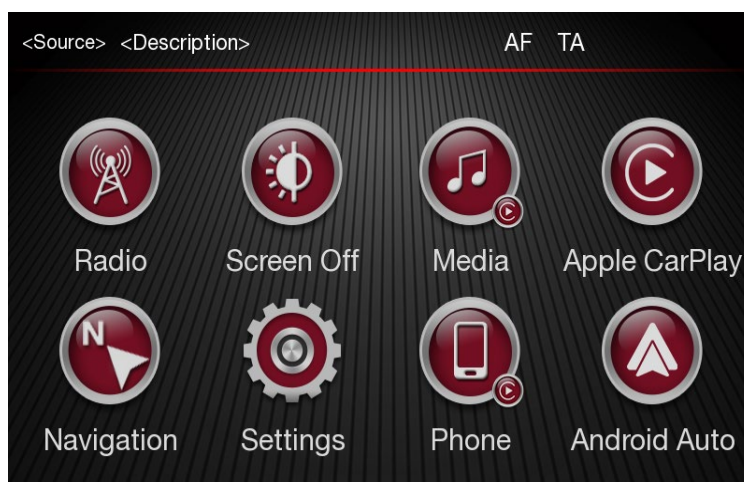 <Source> <Description> AF TA
Radio Screen Off Media Apple CarPlay
N
Navigation Settings Phone Android Auto